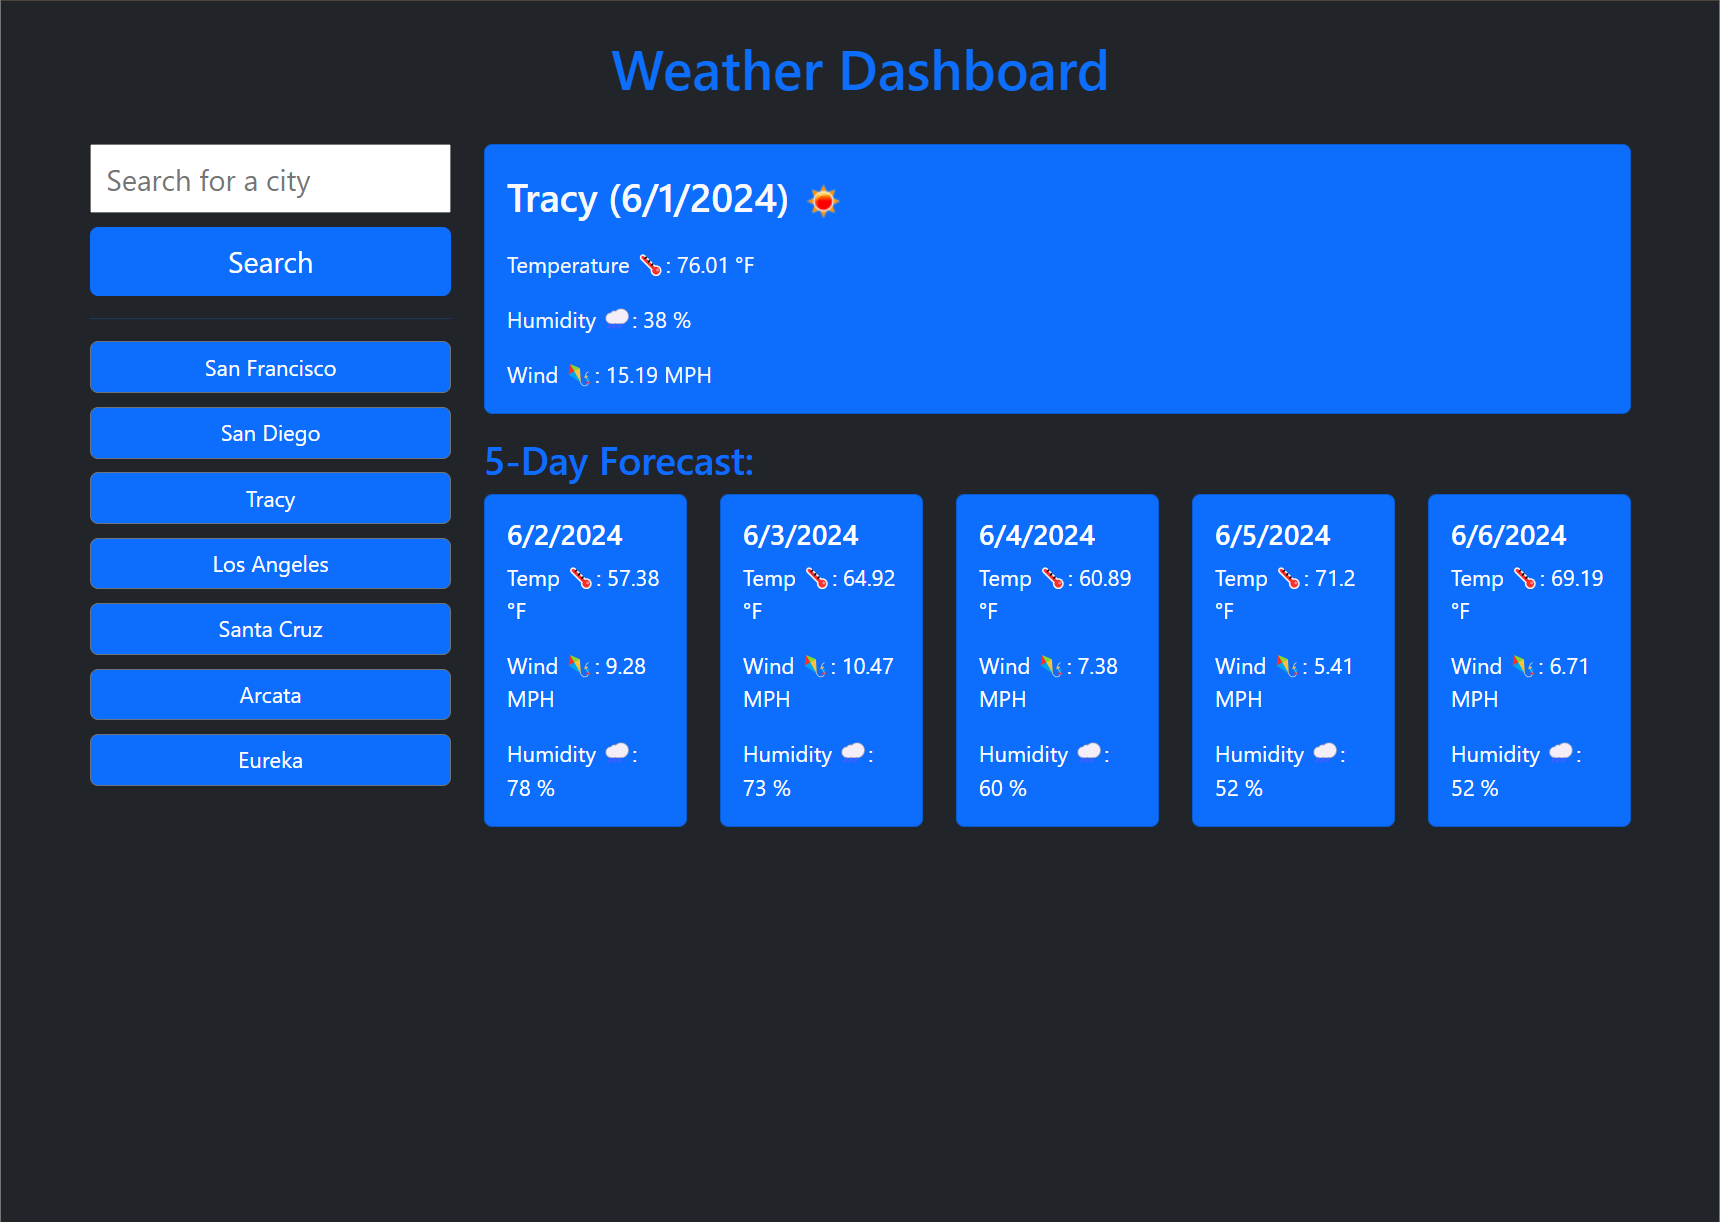 Weather Dashboard
Search for a city
Search
San Francisco
San Diego
Tracy
Los Angeles
Santa Cruz
Arcata
Eureka
Tracy (6/1/2024) ☀️
Temperature 🌡️: 76.01 °F
Humidity 🌧️: 38 %
Wind 🪁: 15.19 MPH
5-Day Forecast:
6/2/2024
Temp 🌡️: 57.38
°F
Wind 🪁: 9.28
MPH
Humidity 🌧️:
78 %
6/3/2024
Temp 🌡️: 64.92
°F
Wind 🪁: 10.47
MPH
Humidity 🌧️:
73 %
6/4/2024
Temp 🌡️: 60.89
°F
Wind 🪁: 7.38
MPH
Humidity 🌧️:
60 %
6/5/2024
Temp 🌡️: 71.2
°F
Wind 🪁: 5.41
MPH
Humidity 🌧️:
52 %
6/6/2024
Temp 🌡️: 69.19
°F
Wind 🪁: 6.71
MPH
Humidity 🌧️:
52 %